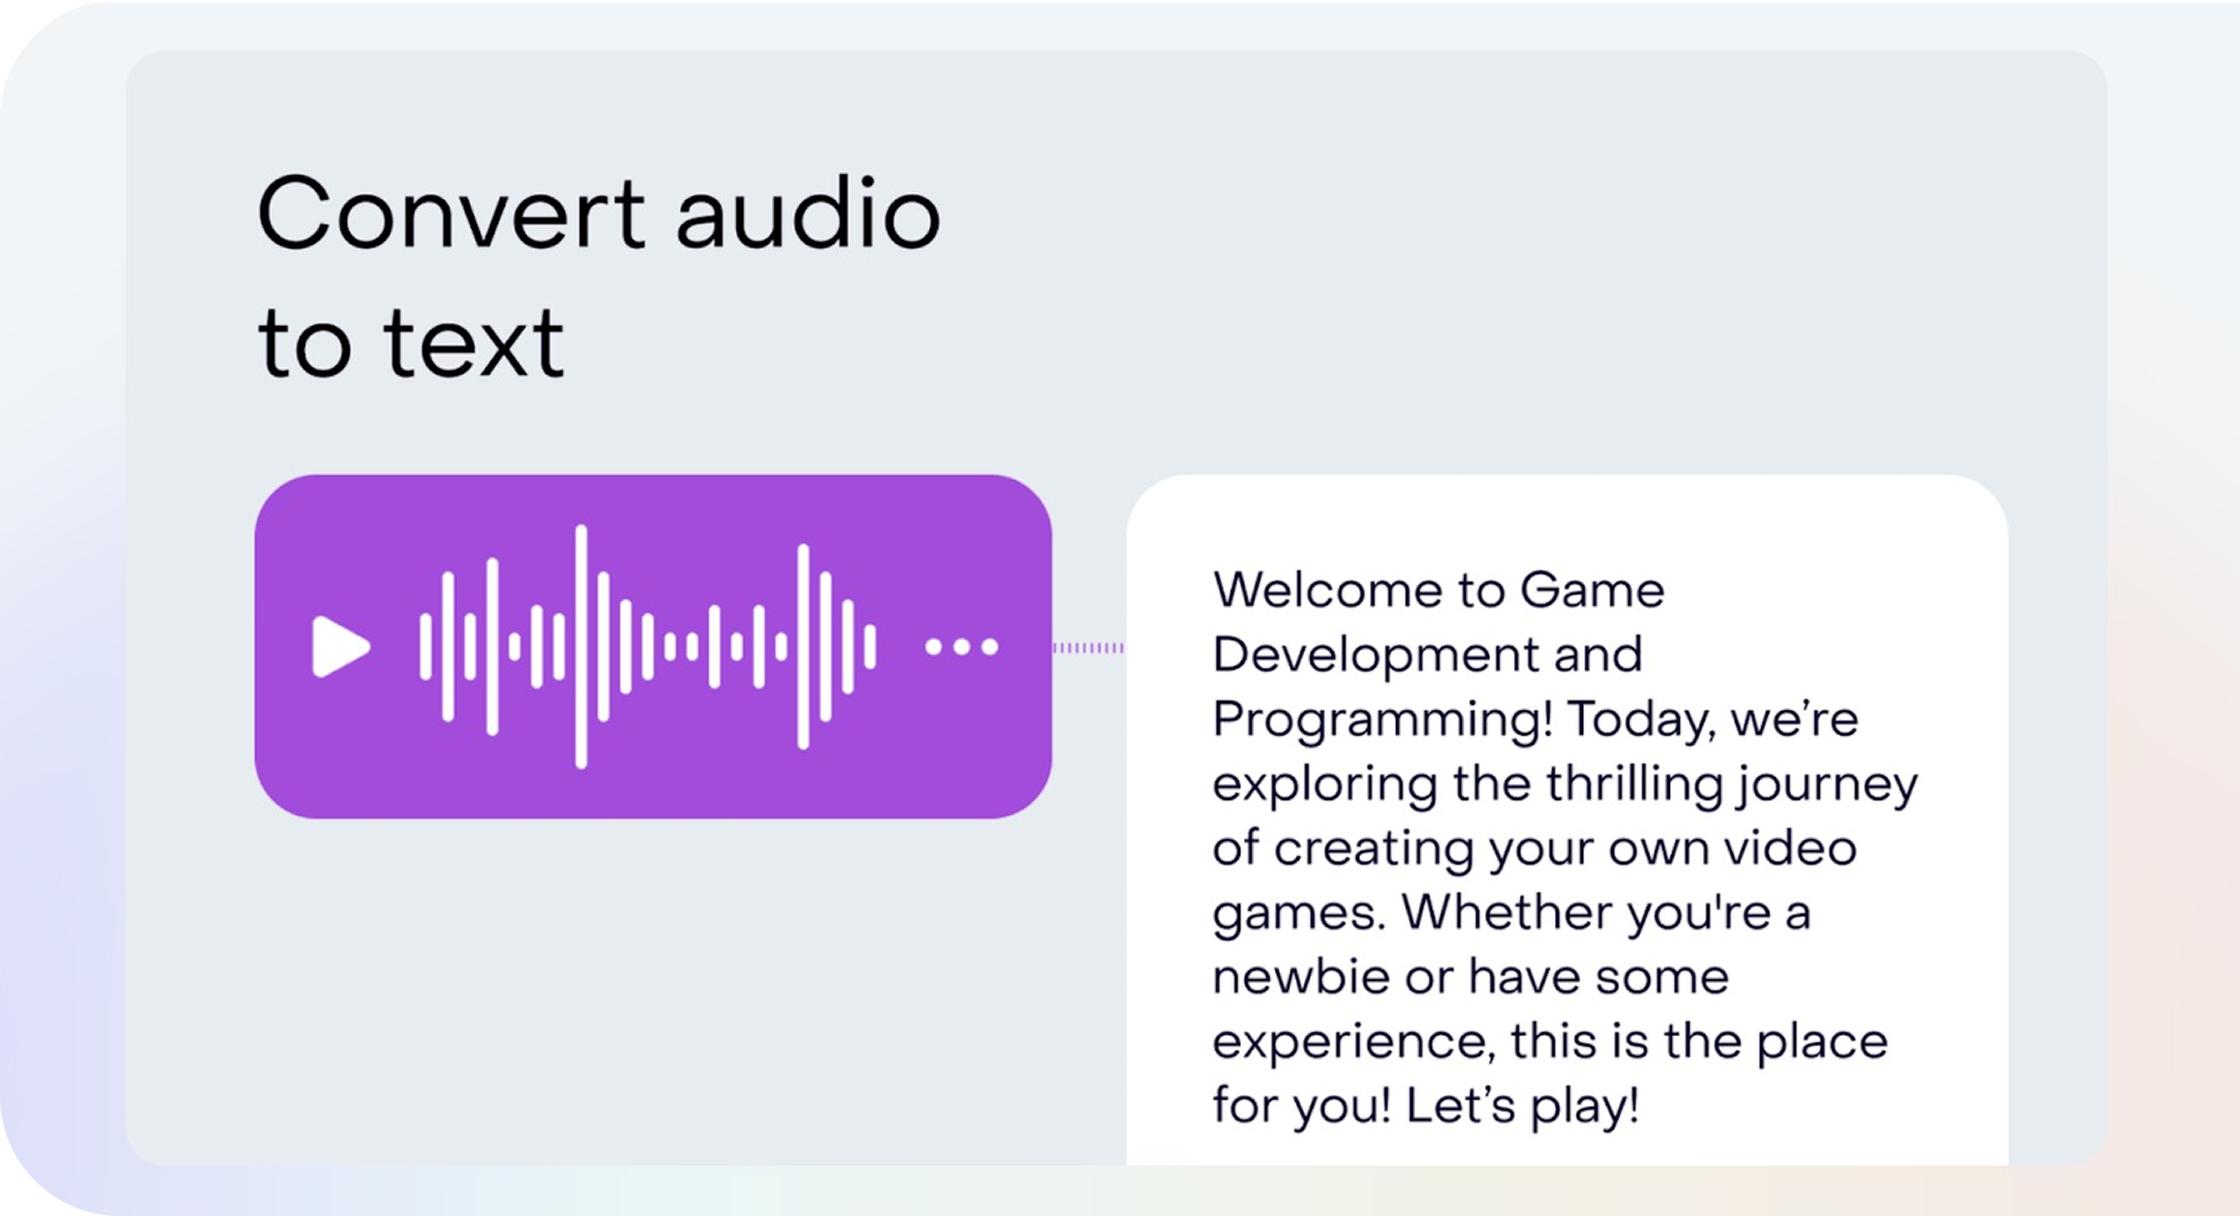 Convert audio
to text
Welcome to Game
Development and
Programming! Today, we’re
exploring the thrilling journey
of creating your own video
games. Whether you're a
newbie or have some
experience, this is the place
for you! Let’s play!